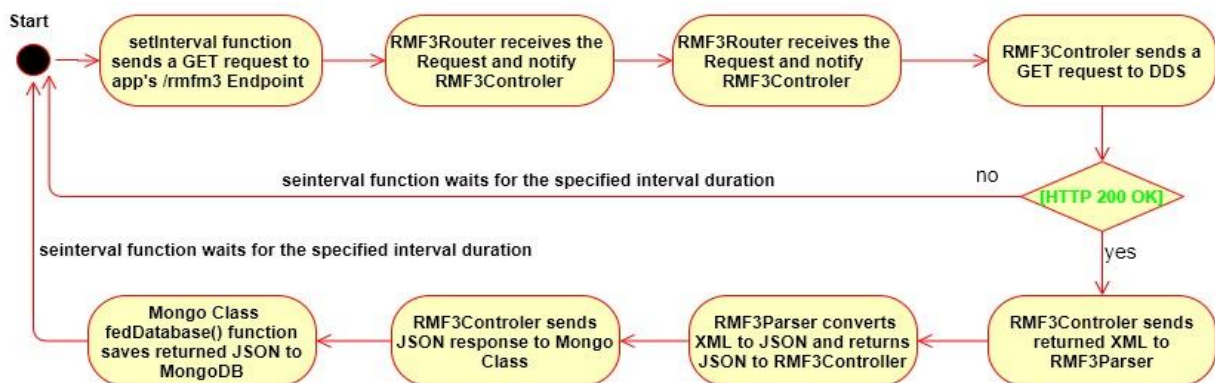 Start
setInterval function
sends a GET request to
app's /rmfm3 Endpoint
RMF3Router receives the
Request and notify
RMF3Controler
RMF3Router receives the
Request and notify
RMF3Controler
RMF3Controler sends a
GET request to DDS
seinterval function waits for the specified interval duration
no
[HTTP 200 OK]
seinterval function waits for the specified interval duration
yes
Mongo Class
fedDatabase() function
saves returned JSON to
MongoDB
RMF3Controler sends
JSON response to Mongo
Class
RMF3Parser converts
XML to JSON and returns
JSON to RMF3Controller
RMF3Controler sends
returned XML to
RMF3Parser